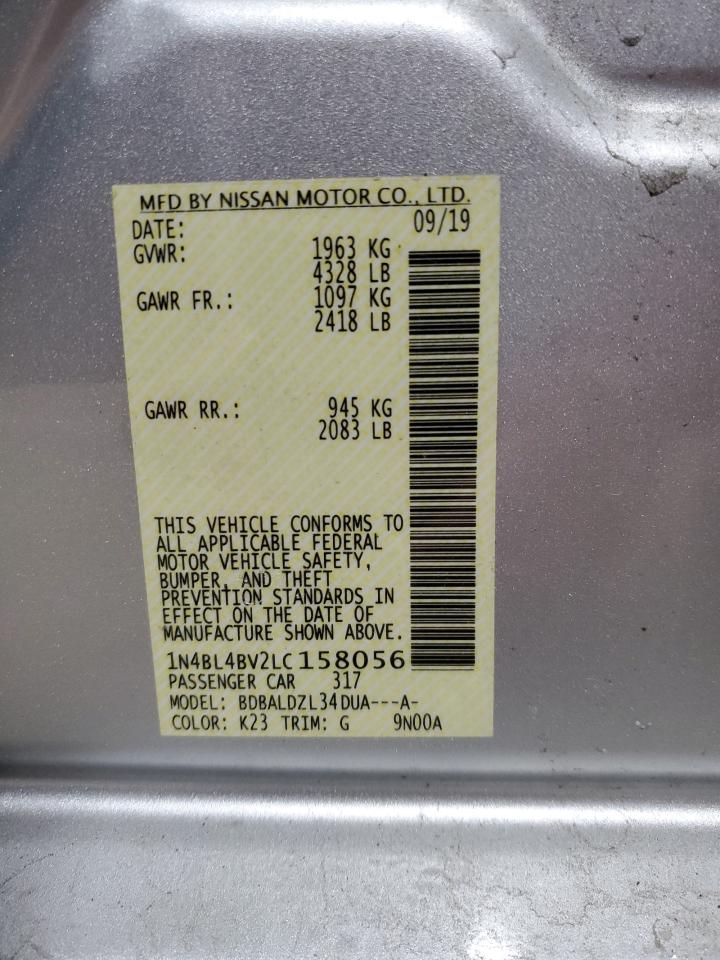 MFD BY NISSAN MOTOR CO., LTD.
DATE: 09/19
GVWR: 1963 KG
4328 LB
GAWR FR.: 1097 KG
2418 LB
GAWR RR.: 945 KG
2083 LB
THIS VEHICLE CONFORMS TO
ALL APPLICABLE FEDERAL
MOTOR VEHICLE SAFETY,
BUMPER, AND THEFT
PREVENTION STANDARDS IN
EFFECT ON THE DATE OF
MANUFACTURE SHOWN ABOVE.
1N4BL4BV2LC158056
PASSENGER CAR 317
MODEL: BDBALDZL34DUA---A-
COLOR: K23 TRIM: G 9N00A